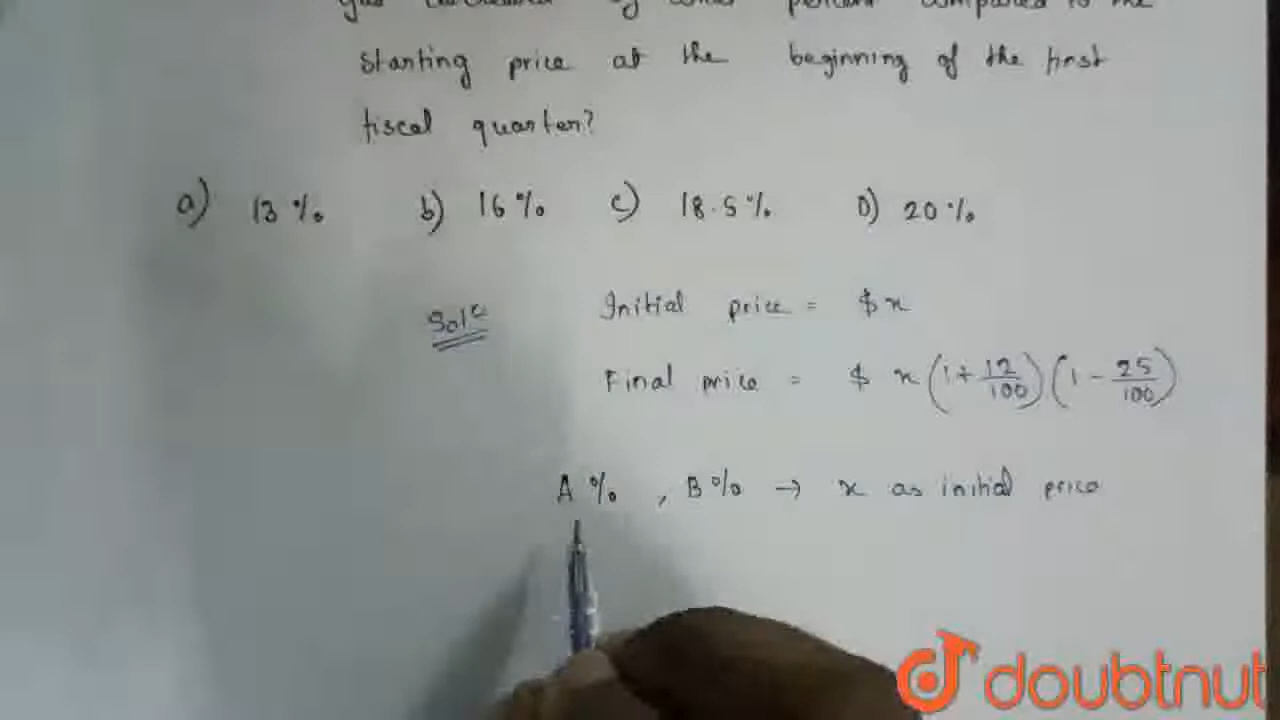 starting price at the beginning of the first
fiscal quarter?
a) 13% b) 16% c) 18.5% D) 20%
Initial price = $x
Final price = $ x(1+12/100)(1-25/100)
A%, B% → x as initial price
doubtnut